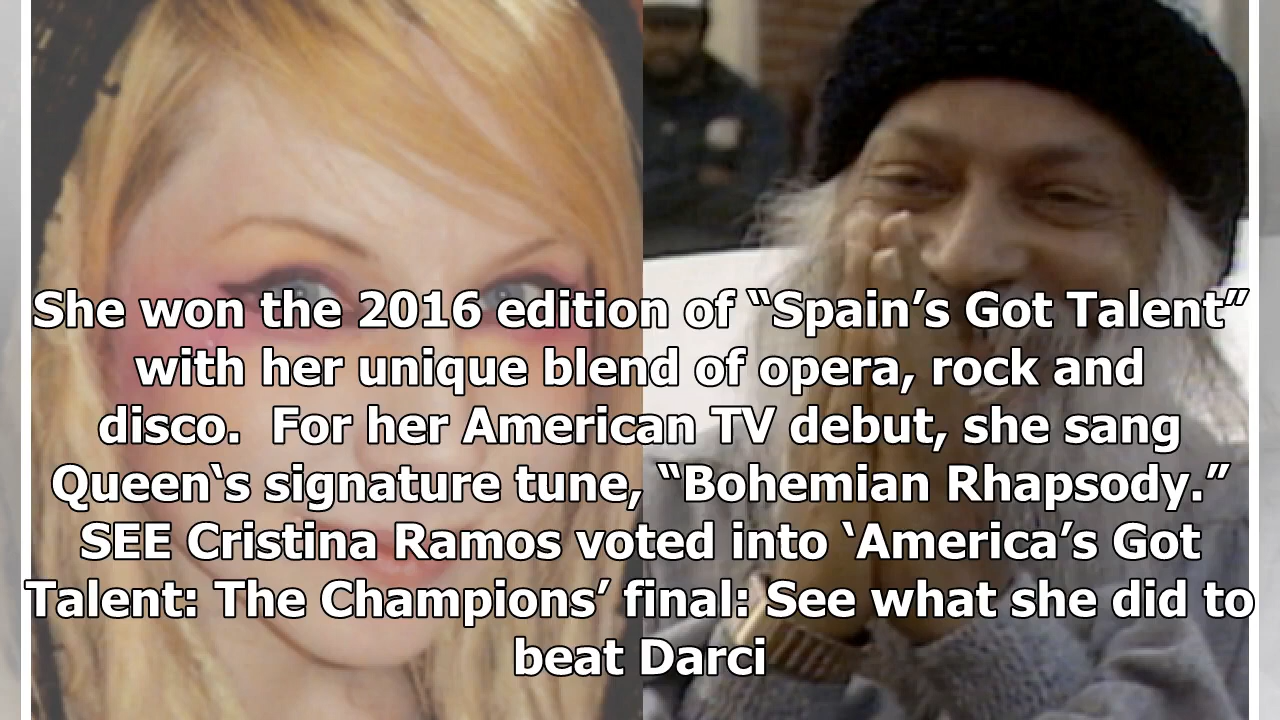 She won the 2016 edition of “Spain’s Got Talent”
with her unique blend of opera, rock and
disco.  For her American TV debut, she sang
Queen‘s signature tune, “Bohemian Rhapsody.”
SEE Cristina Ramos voted into ‘America’s Got
Talent: The Champions’ final: See what she did to
beat Darci